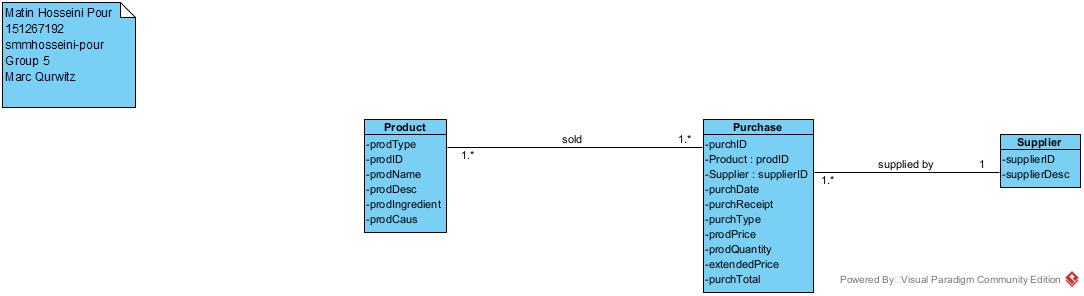 Matin Hosseini Pour
151267192
smmhosseini-pour
Group 5
Marc Qurwitz
Product
-prodType
-prodID
-prodName
-prodDesc
-prodIngredient
-prodCaus
sold
1.*
1.*
Purchase
-purchID
-Product : prodID
-Supplier : supplierID
-purchDate
-purchReceipt
-purchType
-prodPrice
-prodQuantity
-extendedPrice
-purchTotal
supplied by
1
1.*
Supplier
-supplierID
-supplierDesc
Powered By Visual Paradigm Community Edition